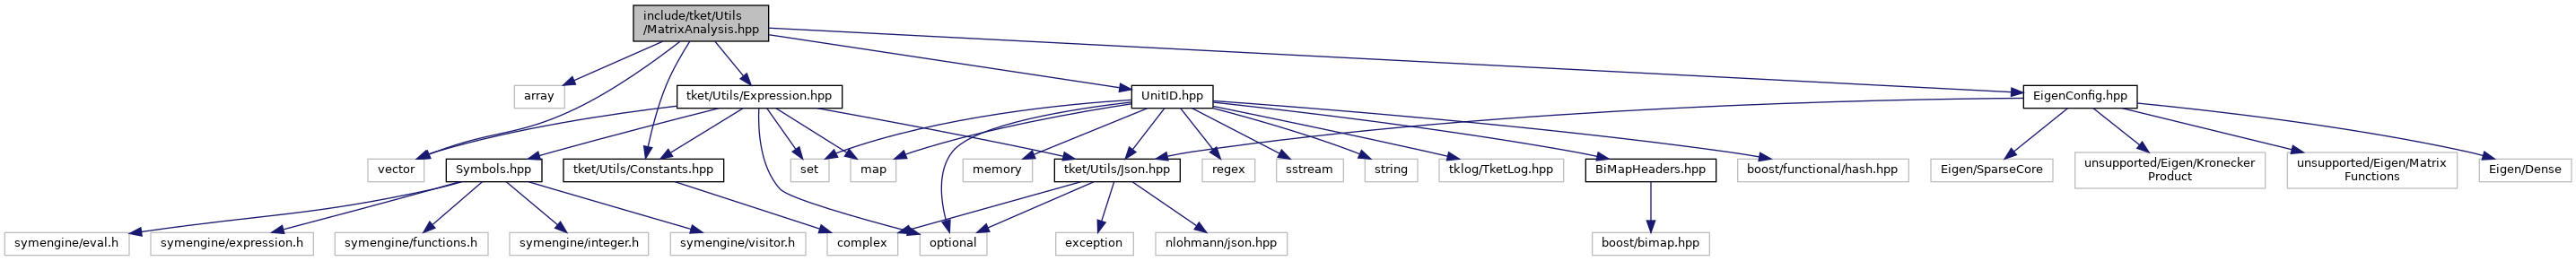 include/tket/Utils
/MatrixAnalysis.hpp
array
tket/Utils/Expression.hpp
UnitID.hpp
EigenConfig.hpp
vector
Symbols.hpp
tket/Utils/Constants.hpp
set
map
memory
tket/Utils/Json.hpp
regex
sstream
string
tklog/TketLog.hpp
BiMapHeaders.hpp
boost/functional/hash.hpp
Eigen/SparseCore
unsupported/Eigen/Kronecker
Product
unsupported/Eigen/Matrix
Functions
Eigen/Dense
symengine/eval.h
symengine/expression.h
symengine/functions.h
symengine/integer.h
symengine/visitor.h
complex
optional
exception
nlohmann/json.hpp
boost/bimap.hpp